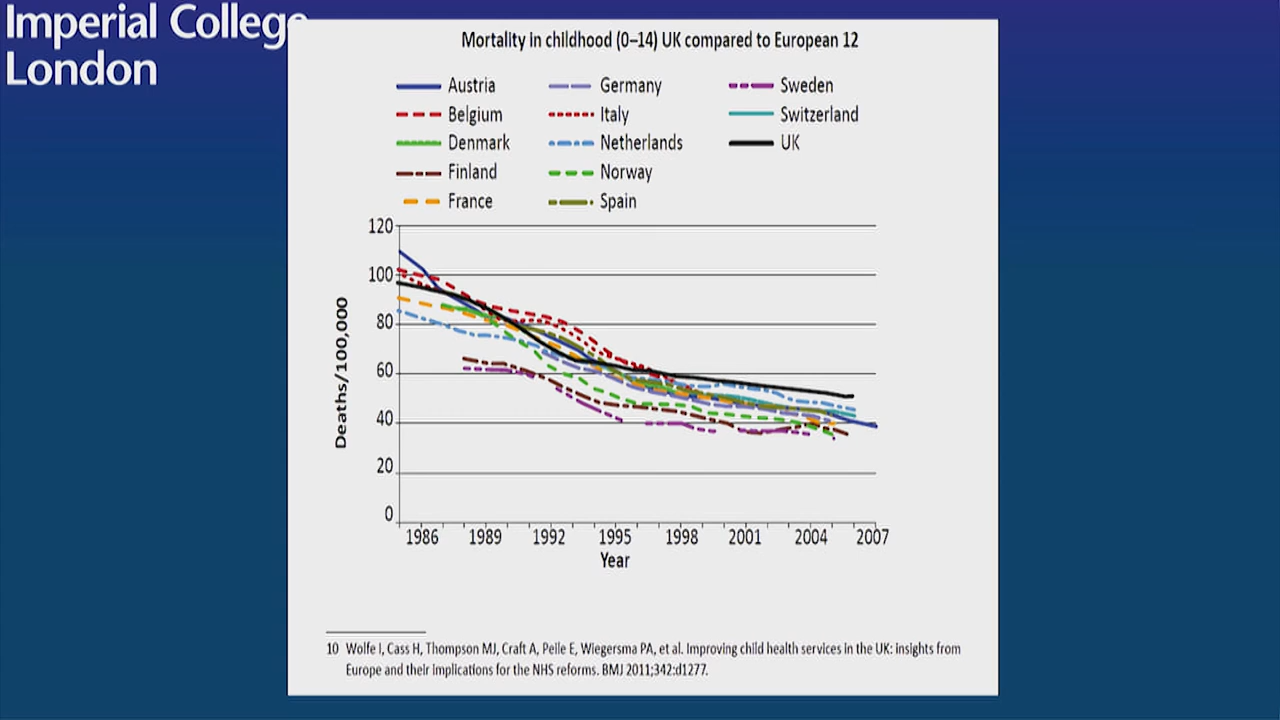 Imperial College
London
Mortality in childhood (0–14) UK compared to European 12
Austria
Belgium
Denmark
Finland
France
Germany
Italy
Netherlands
Norway
Spain
Sweden
Switzerland
UK
120
100
80
60
40
20
0
Deaths/100,000
1986 1989 1992 1995 1998 2001 2004 2007
Year
10 Wolfe I, Cass H, Thompson MJ, Craft A, Peile E, Wiegersma PA, et al. Improving child health services in the UK: insights from
Europe and their implications for the NHS reforms. BMJ 2011;342:d1277.